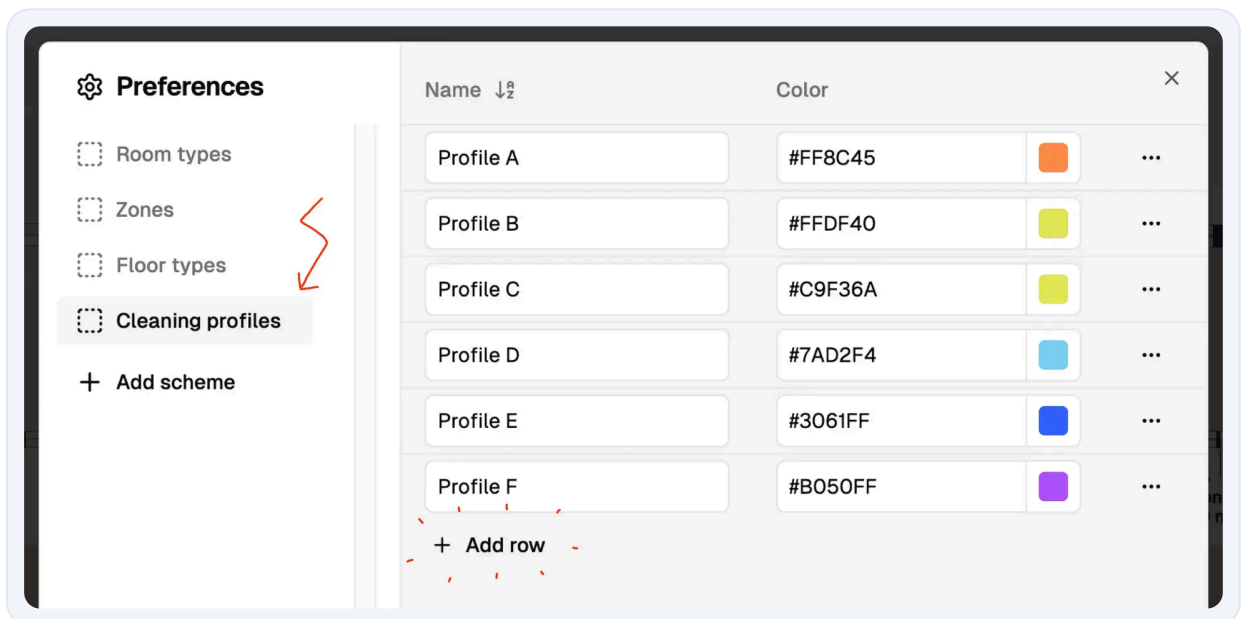 Preferences
Room types
Zones
Floor types
Cleaning profiles
Add scheme
Name Color
Profile A #FF8C45
Profile B #FFDF40
Profile C #C9F36A
Profile D #7AD2F4
Profile E #3061FF
Profile F #B050FF
+ Add row